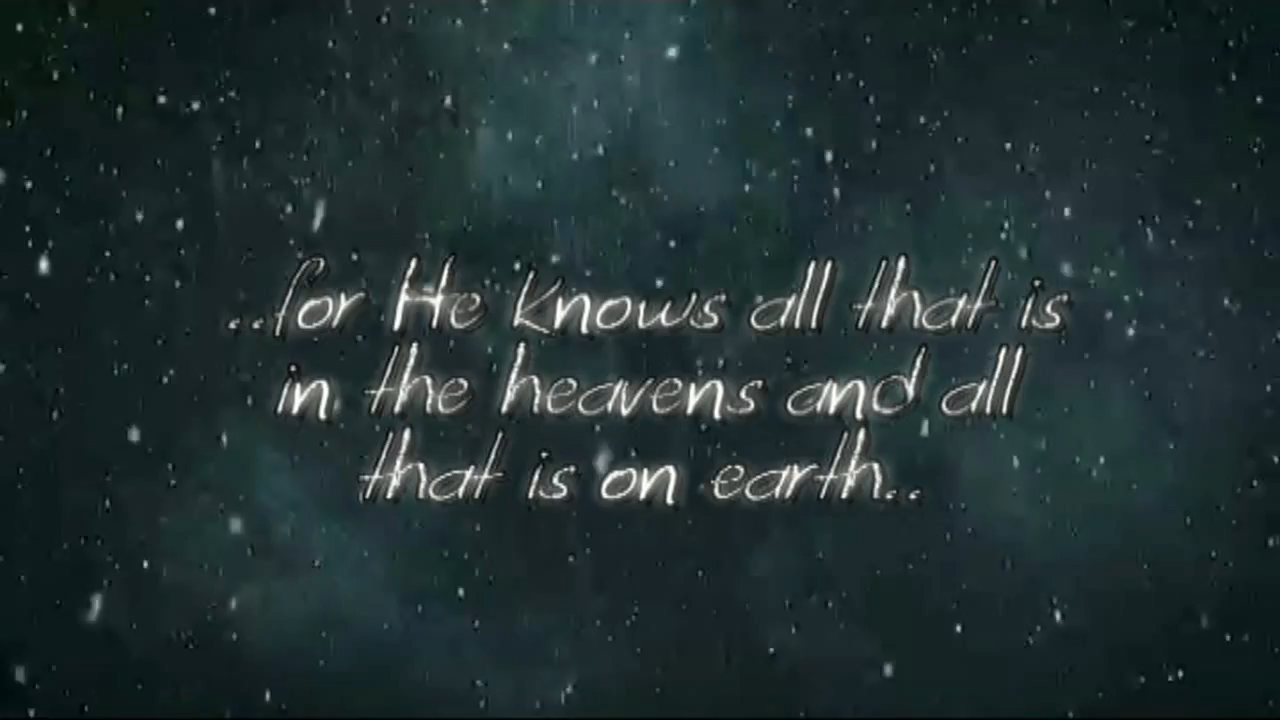 ..for He knows all that is
in the heavens and all
that is on earth..